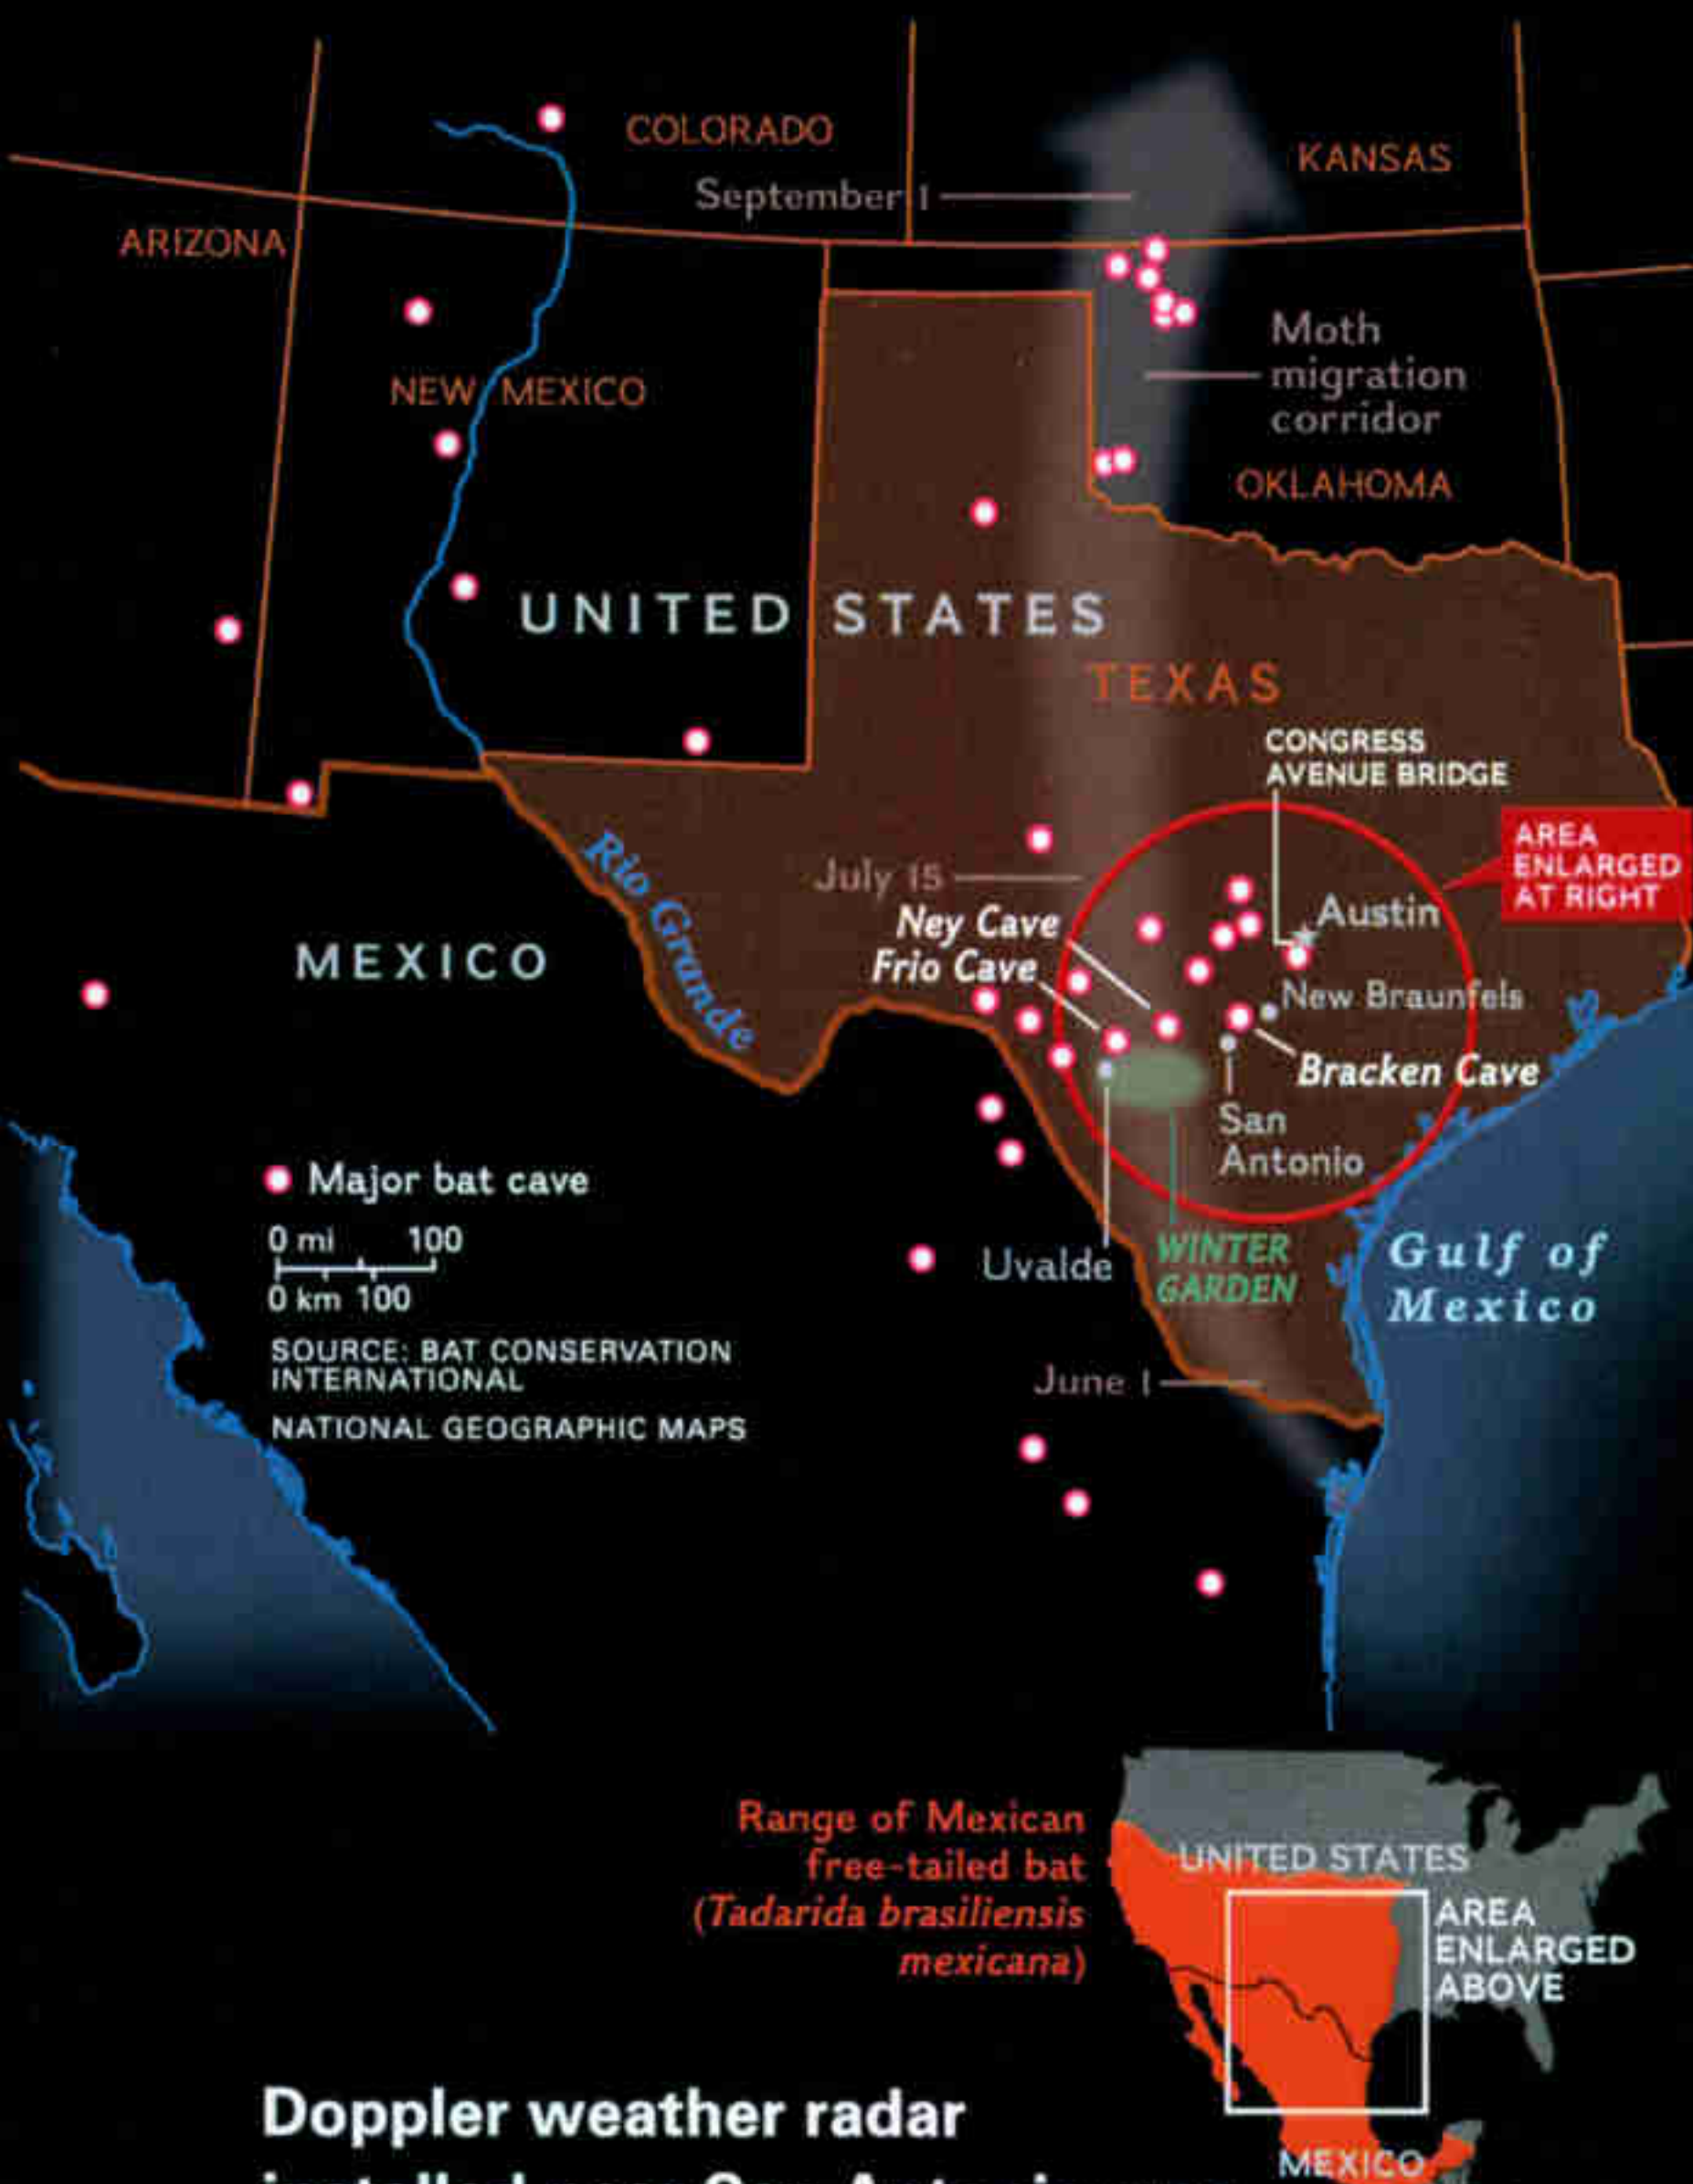 COLORADO
KANSAS
September 1
ARIZONA
Moth
migration
corridor
NEW MEXICO
OKLAHOMA
UNITED STATES
TEXAS
CONGRESS
AVENUE BRIDGE
AREA
ENLARGED
AT RIGHT
Rio Grande
July 15
Ney Cave
Austin
Frio Cave
MEXICO
New Braunfels
Bracken Cave
San
Antonio
Major bat cave
0 mi 100
0 km 100
Uvalde
WINTER
GARDEN
Gulf of
Mexico
SOURCE: BAT CONSERVATION
INTERNATIONAL
June 1
NATIONAL GEOGRAPHIC MAPS
Range of Mexican
free-tailed bat
(Tadarida brasiliensis
mexicana)
UNITED STATES
AREA
ENLARGED
ABOVE
MEXICO
Doppler weather radar